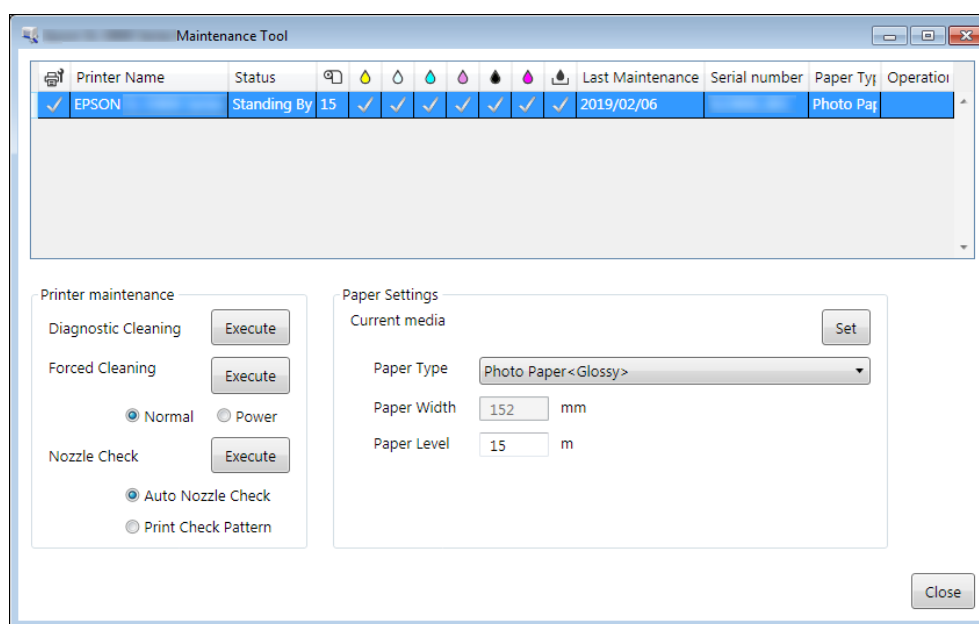 Maintenance Tool
Printer Name Status Last Maintenance Serial number Paper Typ Operation
EPSON Standing By 15 2019/02/06 Photo Pap
Printer maintenance
Diagnostic Cleaning Execute
Forced Cleaning Execute
Normal Power
Nozzle Check Execute
Auto Nozzle Check
Print Check Pattern
Paper Settings
Current media Set
Paper Type Photo Paper<Glossy>
Paper Width 152 mm
Paper Level 15 m
Close